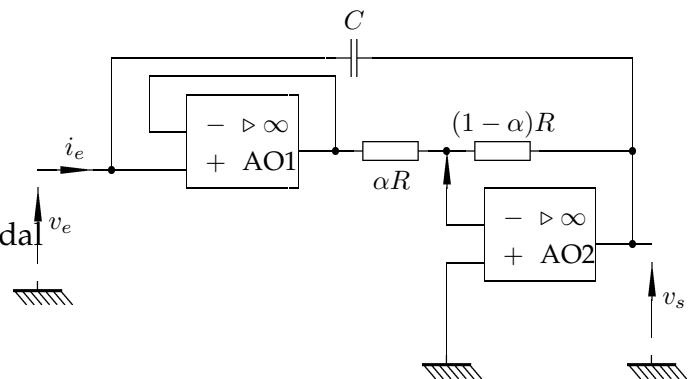 C
(1 − α)R
− ▷ ∞
+ AO1
i_e
αR
v_e
dal
− ▷ ∞
+ AO2
v_s